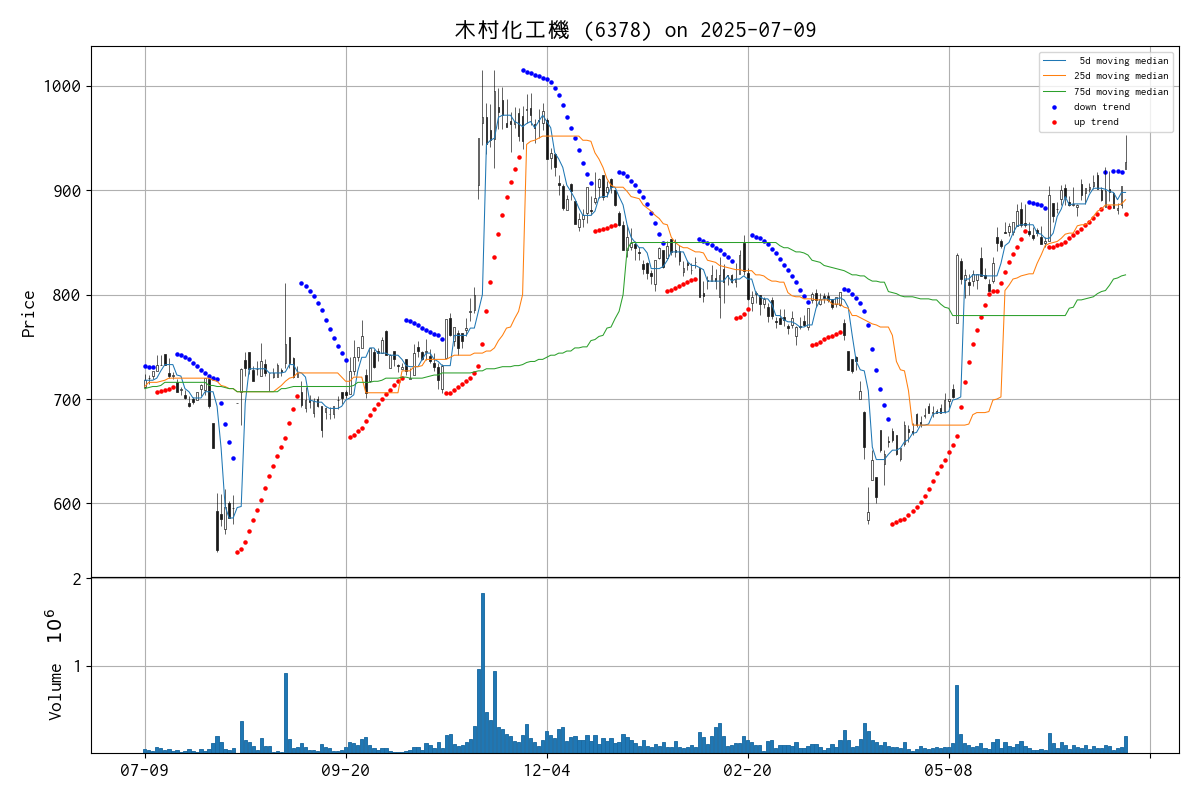 木村化工機 (6378) on 2025-07-09
5d moving median
25d moving median
75d moving median
down trend
up trend
Price
1000
900
800
700
600
Volume 10^6
2
1
07-09 09-20 12-04 02-20 05-08